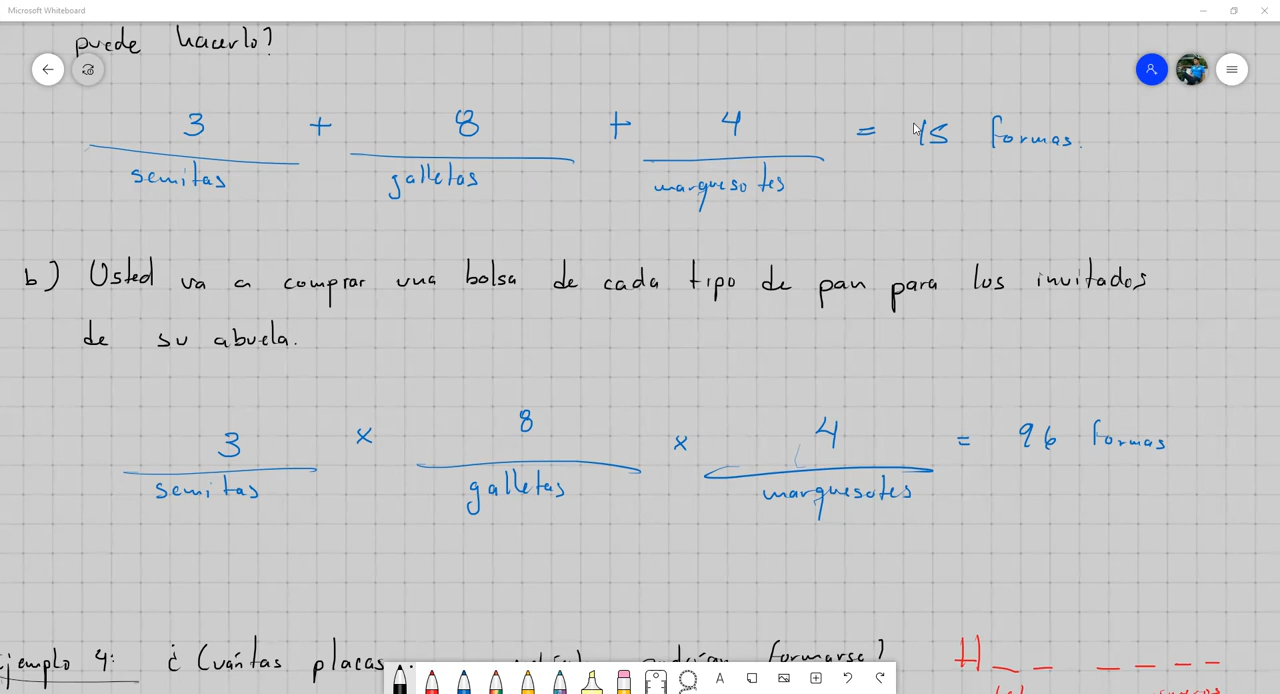 Microsoft Whiteboard
puede hacerlo?
3 + 8 + 4 = 15 formas.
semitas galletas marquesotes
b) Usted va a comprar una bolsa de cada tipo de pan para los invitados
de su abuela.
3 x 8 x 4 = 96 formas
semitas galletas marquesotes
jemplo 4: ¿Cuántas placas formarse?
A